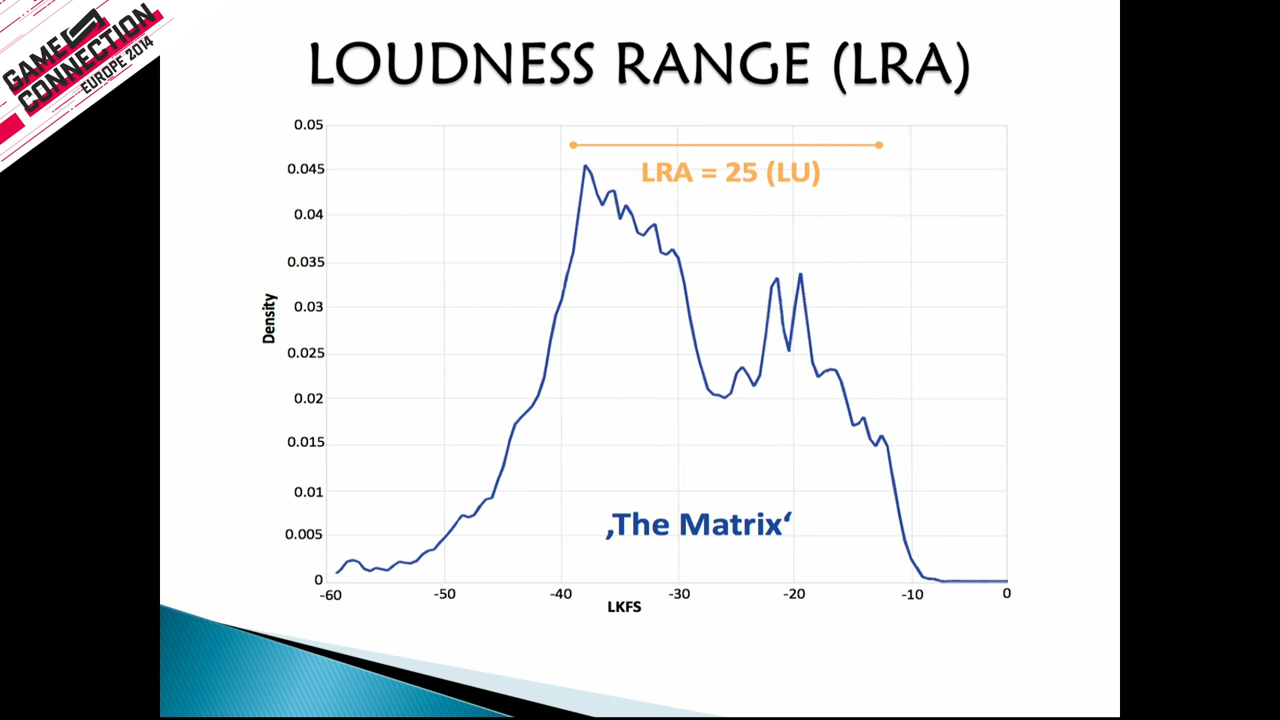 GAME
CONNECTION
EUROPE 2014
LOUDNESS RANGE (LRA)
0.05
0.045
0.04
0.035
0.03
0.025
0.02
0.015
0.01
0.005
0
Density
LRA = 25 (LU)
‚The Matrix‘
-60
-50
-40
-30
-20
-10
0
LKFS